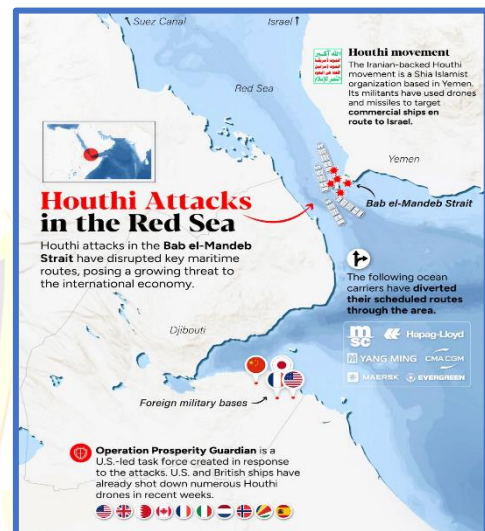 Suez Canal
Israel
Houthi movement
The Iranian-backed Houthi
movement is a Shia Islamist
organization based in Yemen.
Its militants have used drones
and missiles to target
commercial ships en
route to Israel.
Red Sea
Yemen
Bab el-Mandeb
Strait
Houthi Attacks
in the Red Sea
Houthi attacks in the Bab el-Mandeb
Strait have disrupted key maritime
routes, posing a growing threat to
the international economy.
The following ocean
carriers have diverted
their scheduled routes
through the area.
msc
Hapag-Lloyd
YANG MING
CMA CGM
MAERSK
EVERGREEN
Djibouti
Foreign military bases
Operation Prosperity Guardian is a
U.S.-led task force created in response
to the attacks. U.S. and British ships have
already shot down numerous Houthi
drones in recent weeks.